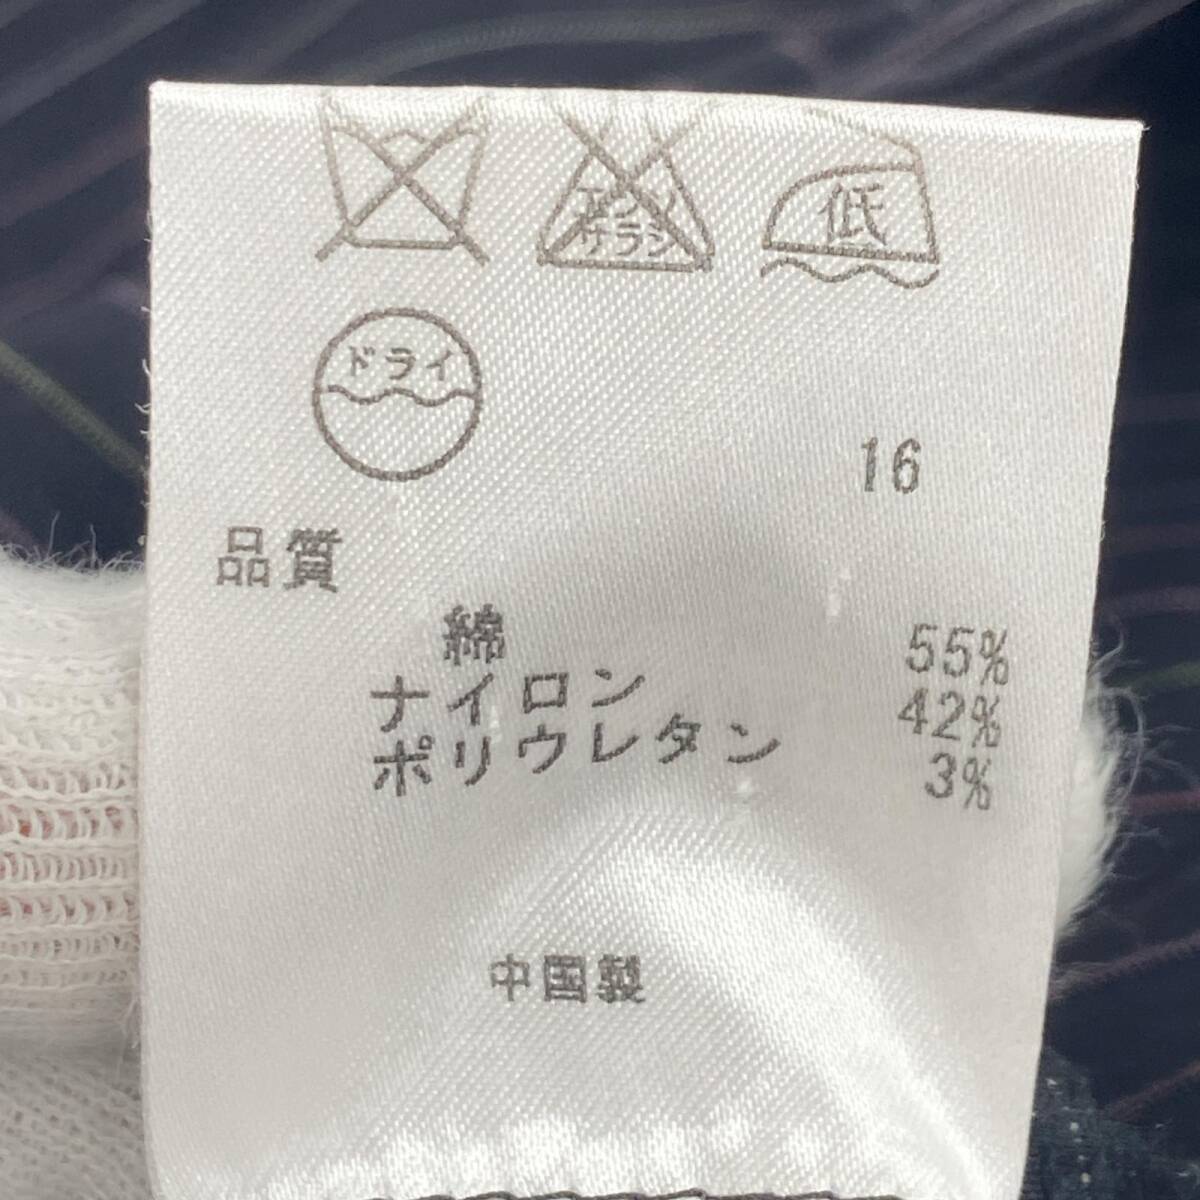 エンソ
サラシ
低
ドライ
16
品質
綿 55%
ナイロン 42%
ポリウレタン 3%
中国製